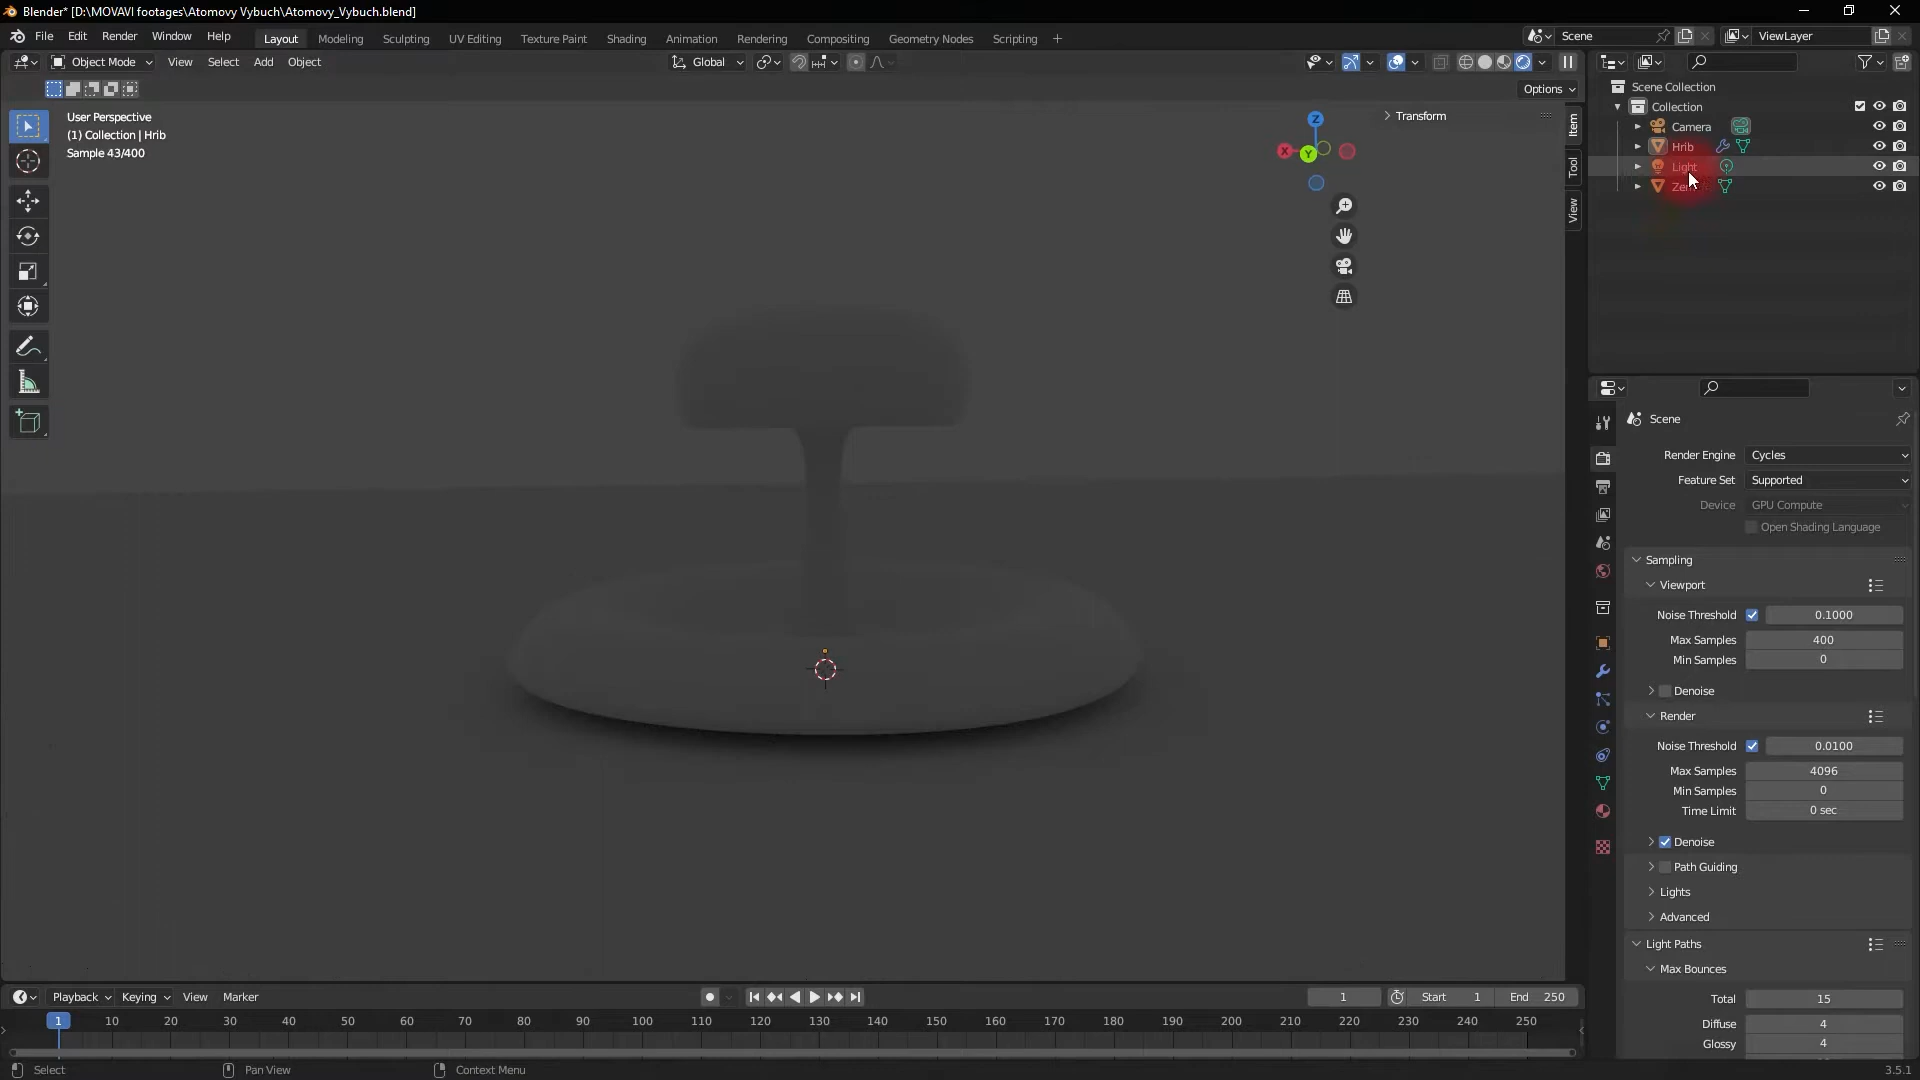 Blender* [D:\MOVAVI footages\Atomovy Vybuch\Atomovy_Vybuch.blend]
File Edit Render Window Help Layout Modeling Sculpting UV Editing Texture Paint Shading Animation Rendering Compositing Geometry Nodes Scripting + Scene ViewLayer
Object Mode View Select Add Object Global
Options
User Perspective
(1) Collection | Hrib
Sample 43/400
Transform
Z
X
Y
Item
Tool
View
Scene Collection
Collection
Camera
Hrib
Light
Scene
Render Engine Cycles
Feature Set Supported
Device GPU Compute
Open Shading Language
Sampling
Viewport
Noise Threshold 0.1000
Max Samples 400
Min Samples 0
Denoise
Render
Noise Threshold 0.0100
Max Samples 4096
Min Samples 0
Time Limit 0 sec
Denoise
Path Guiding
Lights
Advanced
Light Paths
Max Bounces
Total 15
Diffuse 4
Glossy 4
Playback Keying View Marker 1 Start 1 End 250
1 10 20 30 40 50 60 70 80 90 100 110 120 130 140 150 160 170 180 190 200 210 220 230 240 250
Select Pan View Context Menu 3.5.1